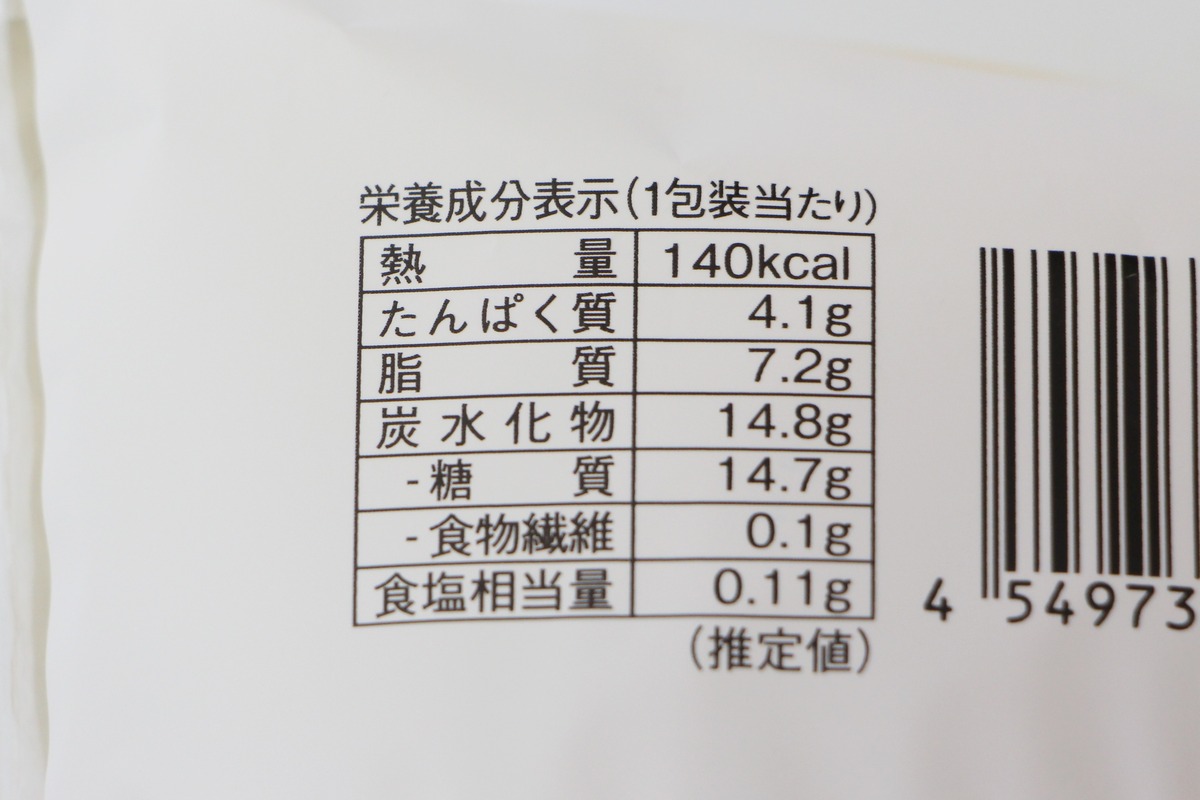 栄養成分表示(1包装当たり)
熱量 140kcal
たんぱく質 4.1g
脂質 7.2g
炭水化物 14.8g
-糖質 14.7g
-食物繊維 0.1g
食塩相当量 0.11g
(推定値)
4 54973